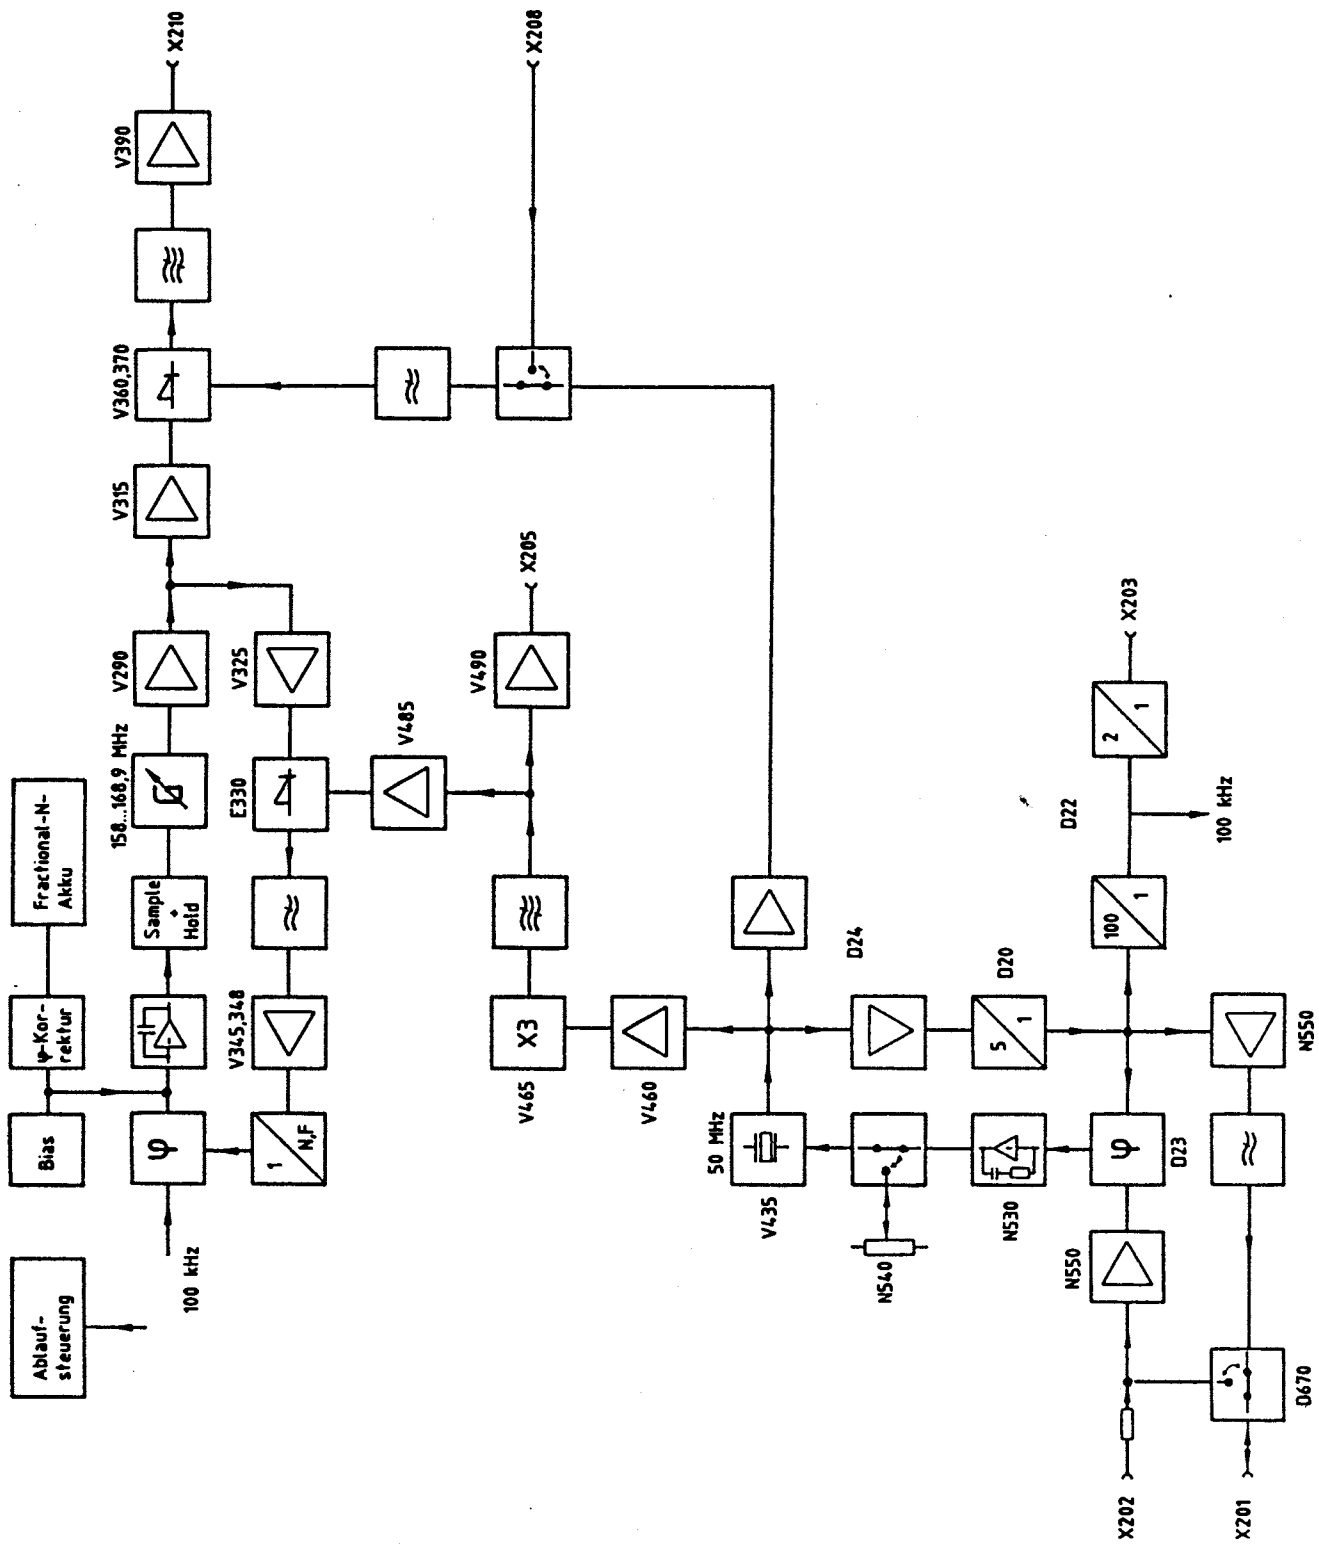 Ablauf-
steuerung
Bias
φ-Kor-
rektur
Fractional-N-
Akku
100 kHz
φ
Sample
+
Hold
158...168,9 MHz
V290
V315
V360,370
V390
X210
1
N,F
V345,348
E330
V325
V485
V465
X3
V490
X205
X208
V460
V435
50 MHz
D24
N540
N530
5
1
D20
X202
N550
φ
D23
100
1
D22
100 kHz
2
1
X203
X201
D670
N550